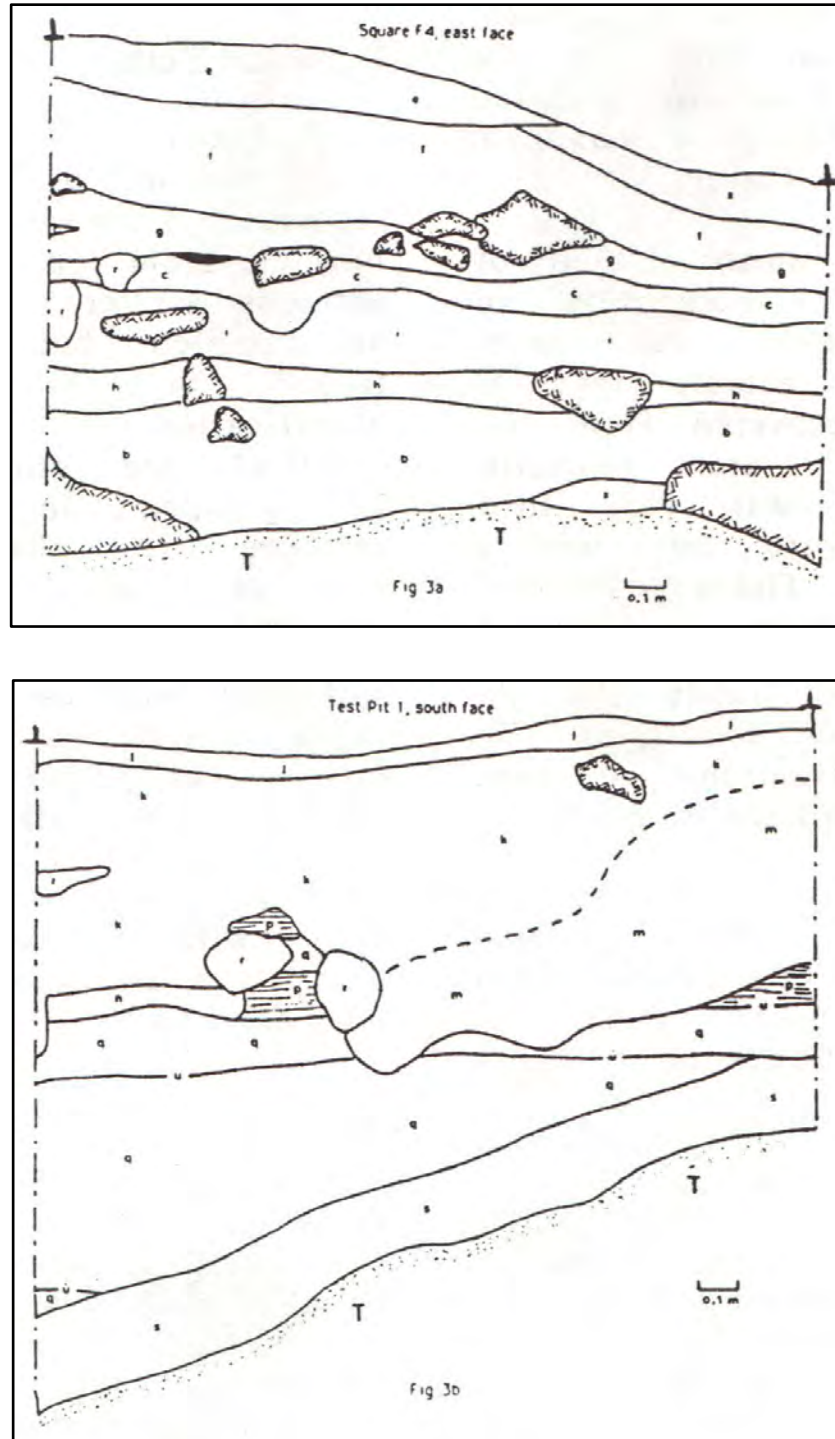 Square F4, east face
e
e
f f
x
f
g
g g
r c c c c
r
i i i
h h h
b b b
s
T T
Fig 3a
0.1 m
Test Pit 1, south face
l l l l
k k
k m
r k
k p m
r q
n p r m p
u
q q q
u u
q
q s
q
s T
u
q
s T
0.1 m
Fig 3b